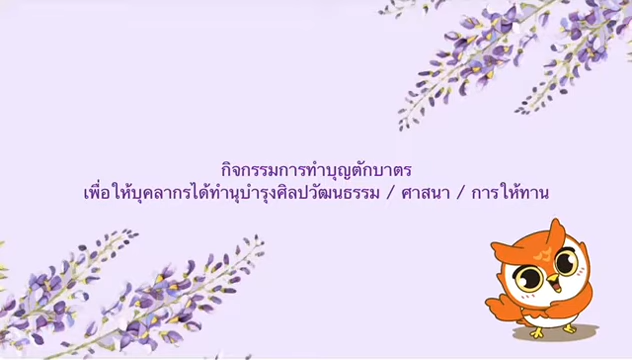 กิจกรรมการทำบุญตักบาตร
เพื่อให้บุคลากรได้ทำนุบำรุงศิลปวัฒนธรรม / ศาสนา / การให้ทาน